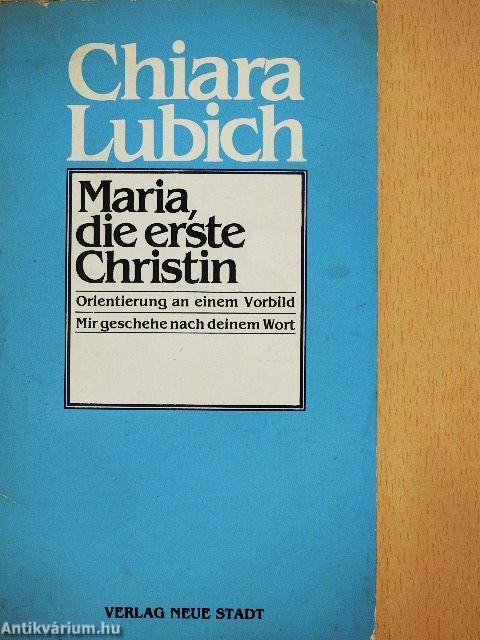 Chiara
Lubich
Maria,
die erste
Christin
Orientierung an einem Vorbild
Mir geschehe nach deinem Wort
VERLAG NEUE STADT
Antikvárium.hu